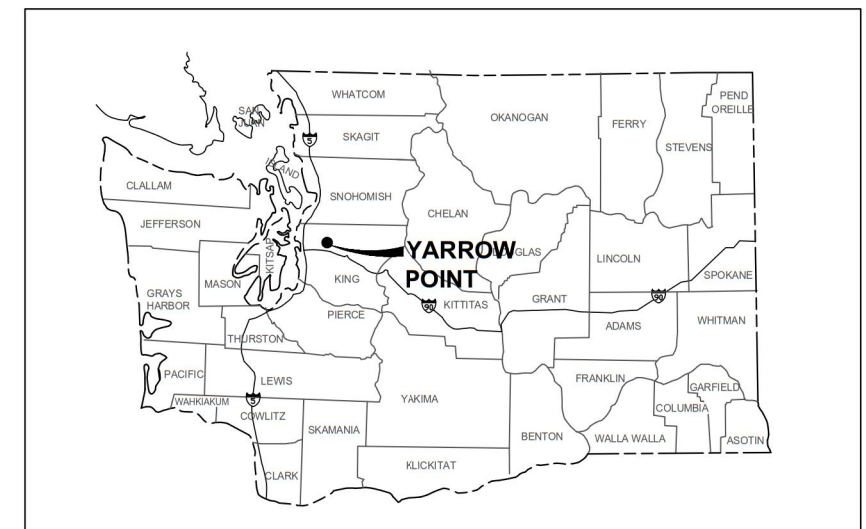 WHATCOM
PEND
OREILLE
SAN
JUAN
OKANOGAN
FERRY
SKAGIT
5
STEVENS
ISLAND
CLALLAM
SNOHOMISH
CHELAN
JEFFERSON
YARROW
POINT
DOUGLAS
LINCOLN
KITSAP
SPOKANE
MASON
KING
GRAYS
HARBOR
90
KITTITAS
GRANT
90
PIERCE
ADAMS
WHITMAN
THURSTON
PACIFIC
LEWIS
FRANKLIN
GARFIELD
WAHKIAKUM
5
YAKIMA
COLUMBIA
COWLITZ
SKAMANIA
BENTON
WALLA WALLA
ASOTIN
KLICKITAT
CLARK